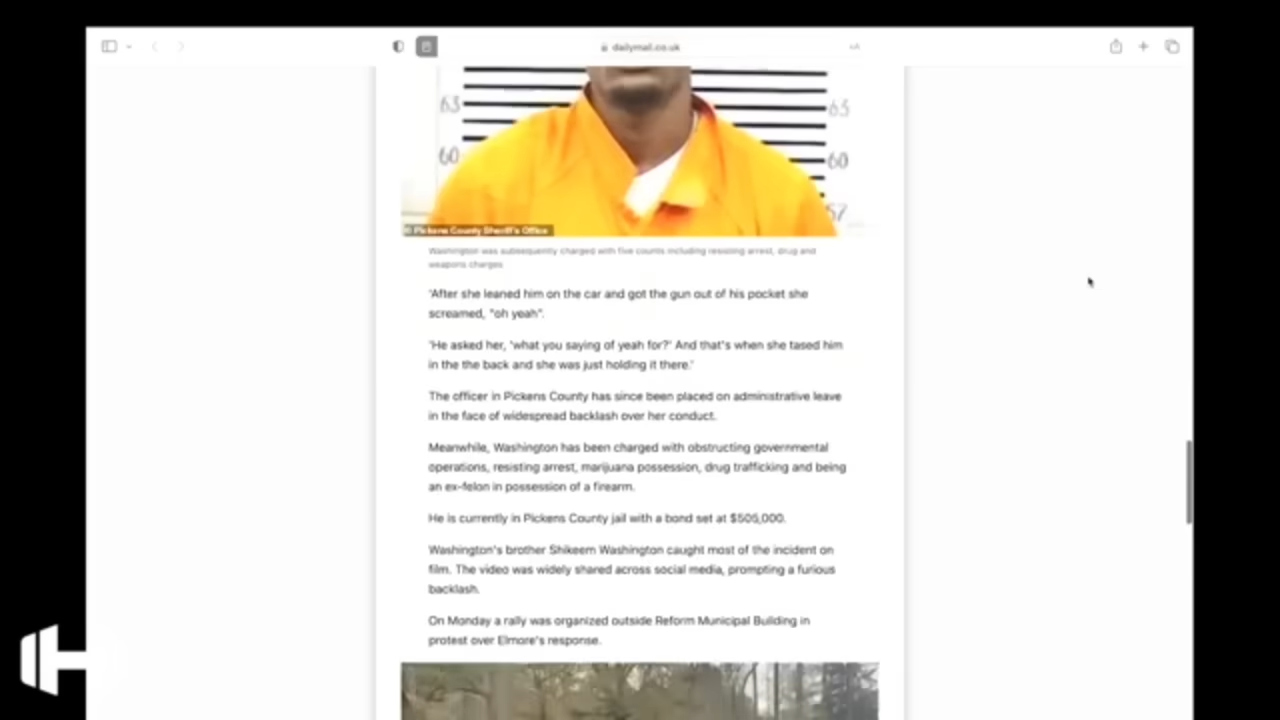 dailymail.co.uk
AA
63
63
60
60
57
© Pickens County Sheriff's Office
Washington was subsequently charged with five counts including resisting arrest, drug and
weapons charges
'After she leaned him on the car and got the gun out of his pocket she
screamed, "oh yeah".
'He asked her, 'what you saying of yeah for?' And that's when she tased him
in the the back and she was just holding it there.'
The officer in Pickens County has since been placed on administrative leave
in the face of widespread backlash over her conduct.
Meanwhile, Washington has been charged with obstructing governmental
operations, resisting arrest, marijuana possession, drug trafficking and being
an ex-felon in possession of a firearm.
He is currently in Pickens County jail with a bond set at $505,000.
Washington's brother Shikeem Washington caught most of the incident on
film. The video was widely shared across social media, prompting a furious
backlash.
On Monday a rally was organized outside Reform Municipal Building in
protest over Elmore's response.